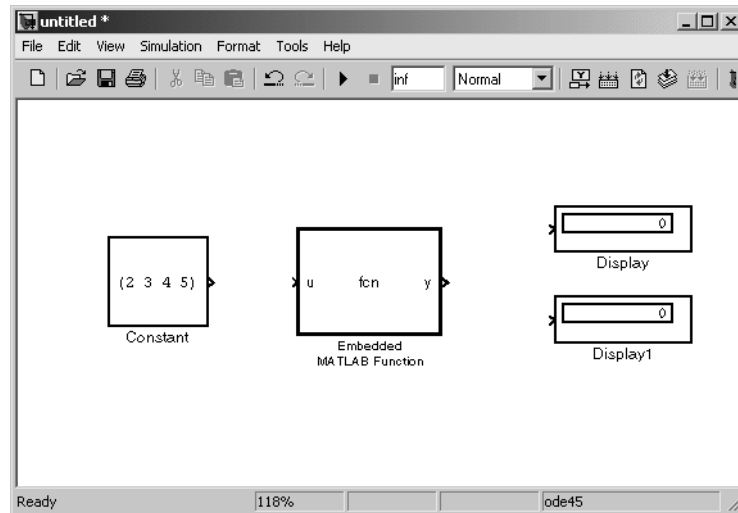 untitled *
File Edit View Simulation Format Tools Help
inf Normal
(2 3 4 5)
Constant
u fcn y
Embedded
MATLAB Function
0
Display
0
Display1
Ready 118% ode45